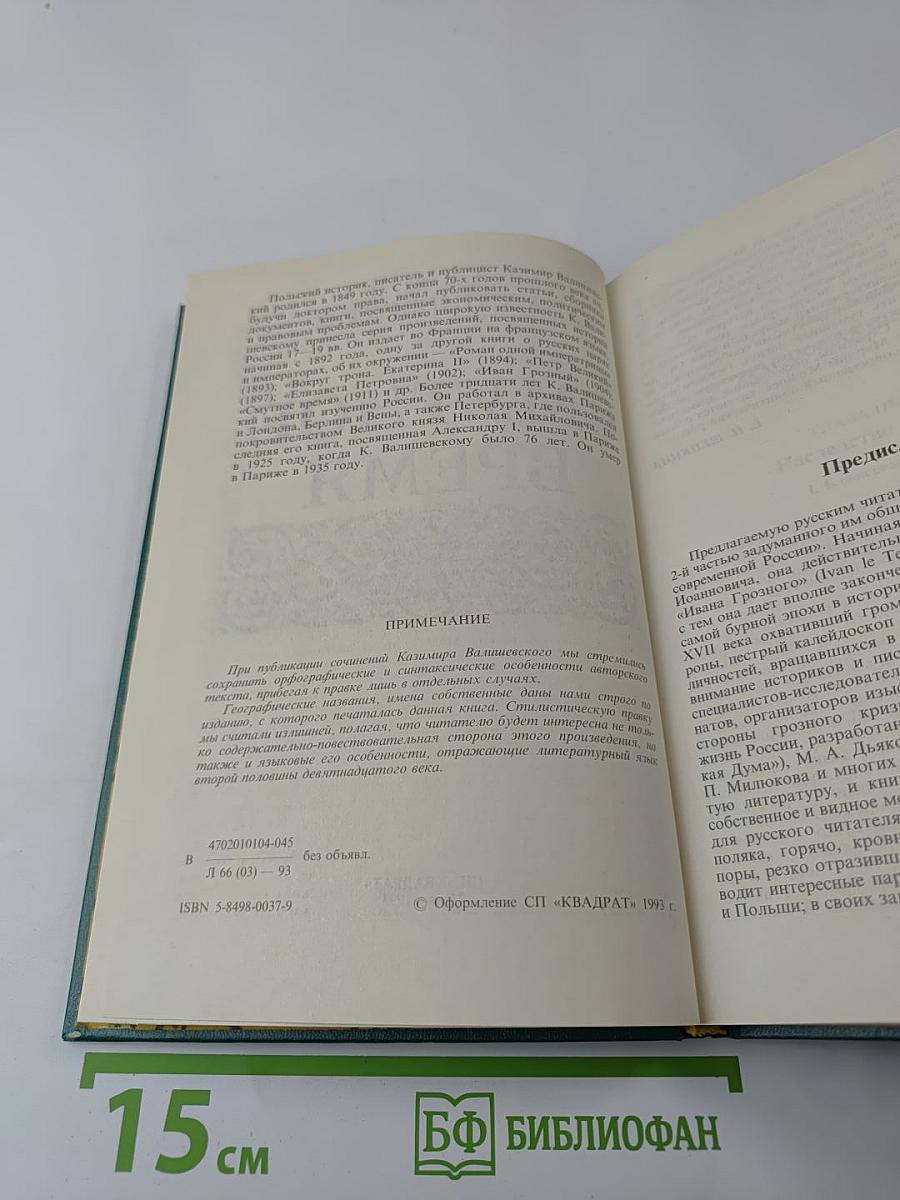 Польский историк, писатель и публицист Казимир Валишев-
кий родился в 1849 году. С конца 70-х годов прошлого века он
будучи доктором права, начал публиковать статьи, сборники
документов, книги, посвященные экономическим, политическим
и правовым проблемам. Однако широкую известность К. Вали-
шевскому принесла серия произведений, посвященных истории
России 17—19 вв. Он издает во Франции на французском языке,
начиная с 1892 года, одну за другой книги о русских царях
и императорах, об их окружении — «Роман одной императрицы»
(1893); «Вокруг трона. Екатерина II» (1894); «Петр Великий»
(1897); «Елизавета Петровна» (1902); «Иван Грозный» (1904);
«Смутное время» (1911) и др. Более тридцати лет К. Валишевс-
кий посвятил изучению России. Он работал в архивах Парижа
и Лондона, Берлина и Вены, а также Петербурга, где пользовался
покровительством Великого князя Николая Михайловича. По-
следняя его книга, посвященная Александру I, вышла в Париже
в 1925 году, когда К. Валишевскому было 76 лет. Он умер
в Париже в 1935 году.
ПРИМЕЧАНИЕ
При публикации сочинений Казимира Валишевского мы стремились
сохранить орфографические и синтаксические особенности авторского
текста, прибегая к правке лишь в отдельных случаях.
Географические названия, имена собственные даны нами строго по
изданию, с которого печаталась данная книга. Стилистическую правку
мы считали излишней, полагая, что читателю будет интересна не толь-
ко содержательно-повествовательная сторона этого произведения, но
также и языковые его особенности, отражающие литературный язык
второй половины девятнадцатого века.
В 4702010104-045 без объявл.
Л 66 (03) — 93
ISBN 5-8498-0037-9 © Оформление СП «КВАДРАТ» 1993 г.
Предис
Предлагаемую русским читат
2-й частью задуманного им общ
современной России». Начиная
Иоанновича, она действительн
«Ивана Грозного» (Ivan le Te
с тем она дает вполне законче
самой бурной эпохи в истори
XVII века охвативший гром
ропы, пестрый калейдоскоп
личностей, вращавшихся в
внимание историков и пис
специалистов-исследовател
натов, организаторов изыс
стороны грозного криз
жизнь России, разработан
кая Дума»), М. А. Дьяко
П. Милюкова и многих
тую литературу, и кни
собственное и видное ме
для русского читателя
поляка, горячо, кровн
поры, резко отразивш
водит интересные пар
и Польши; в своих за
15 см
БФ БИБЛИОФАН